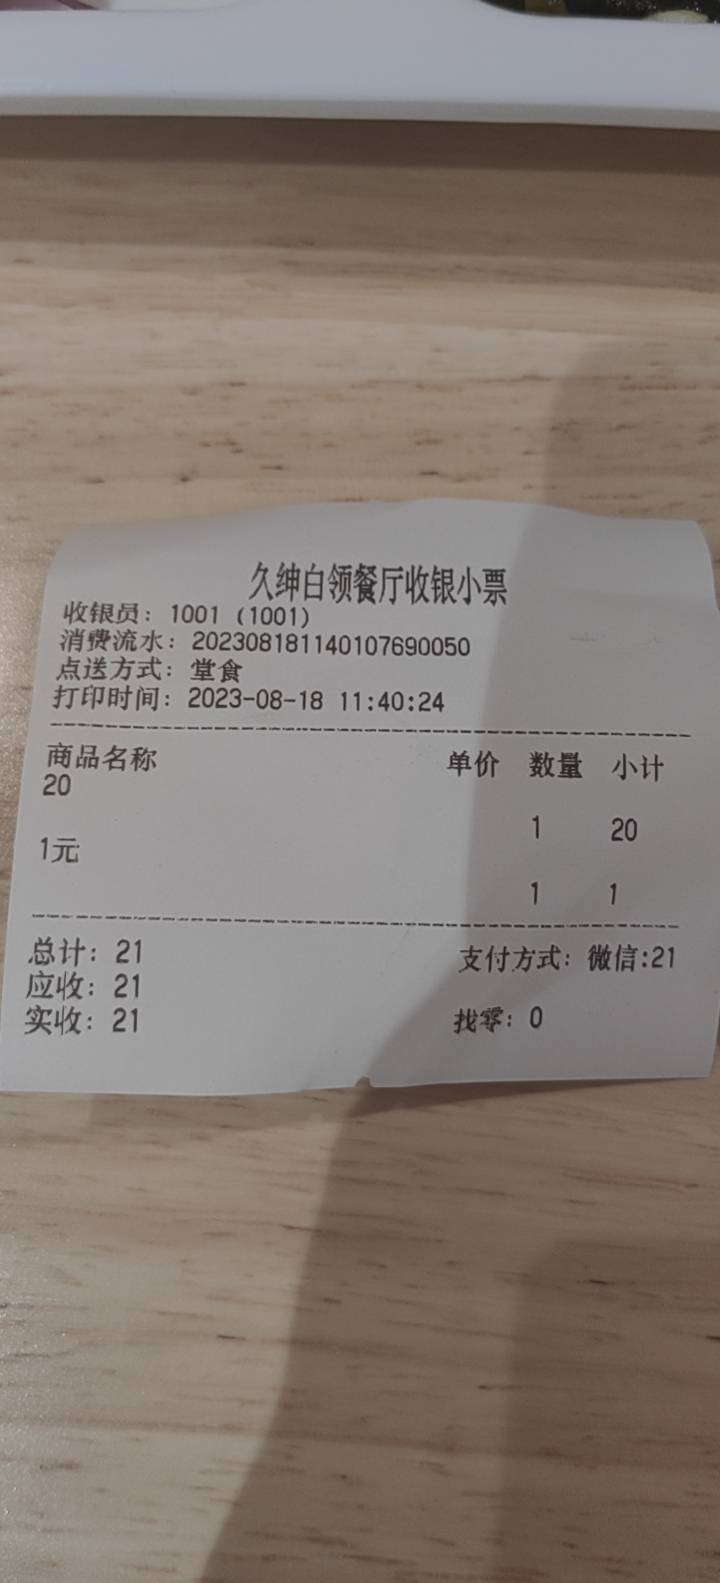 久绅白领餐厅收银小票
收银员：1001（1001）
消费流水：202308181140107690050
点送方式：堂食
打印时间：2023-08-18 11:40:24
商品名称 单价 数量 小计
20
1 20
1元
1 1
总计：21 支付方式：微信:21
应收：21
实收：21 找零：0